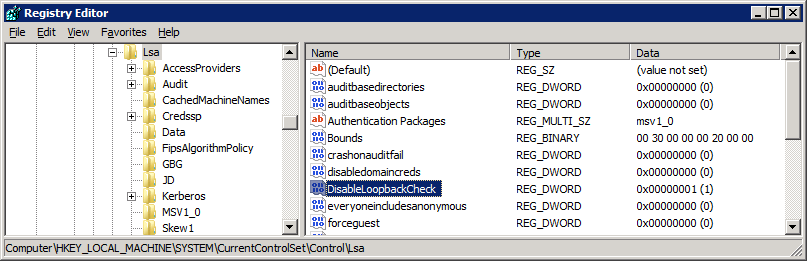 Registry Editor
File Edit View Favorites Help
Lsa
AccessProviders
Audit
CachedMachineNames
Credssp
Data
FipsAlgorithmPolicy
GBG
JD
Kerberos
MSV1_0
Skew1
Name Type Data
(Default) REG_SZ (value not set)
auditbasedirectories REG_DWORD 0x00000000 (0)
auditbaseobjects REG_DWORD 0x00000000 (0)
Authentication Packages REG_MULTI_SZ msv1_0
Bounds REG_BINARY 00 30 00 00 00 20 00 00
crashonauditfail REG_DWORD 0x00000000 (0)
disabledomaincreds REG_DWORD 0x00000000 (0)
DisableLoopbackCheck REG_DWORD 0x00000001 (1)
everyoneincludesanonymous REG_DWORD 0x00000000 (0)
forceguest REG_DWORD 0x00000000 (0)
Computer\HKEY_LOCAL_MACHINE\SYSTEM\CurrentControlSet\Control\Lsa